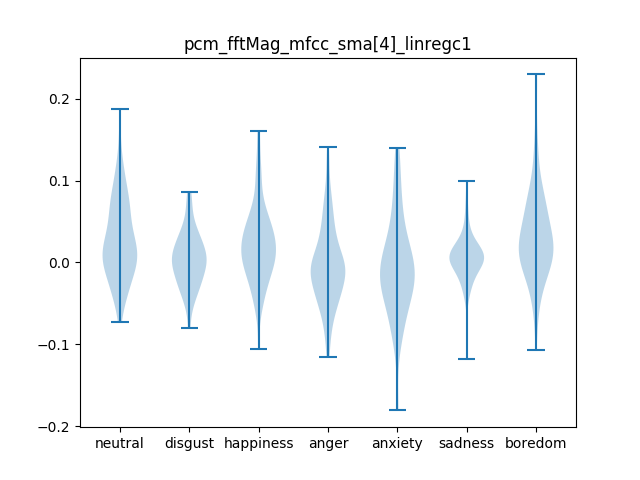 pcm_fftMag_mfcc_sma[4]_linregc1
0.2
0.1
0.0
−0.1
−0.2
neutral disgust happiness anger anxiety sadness boredom